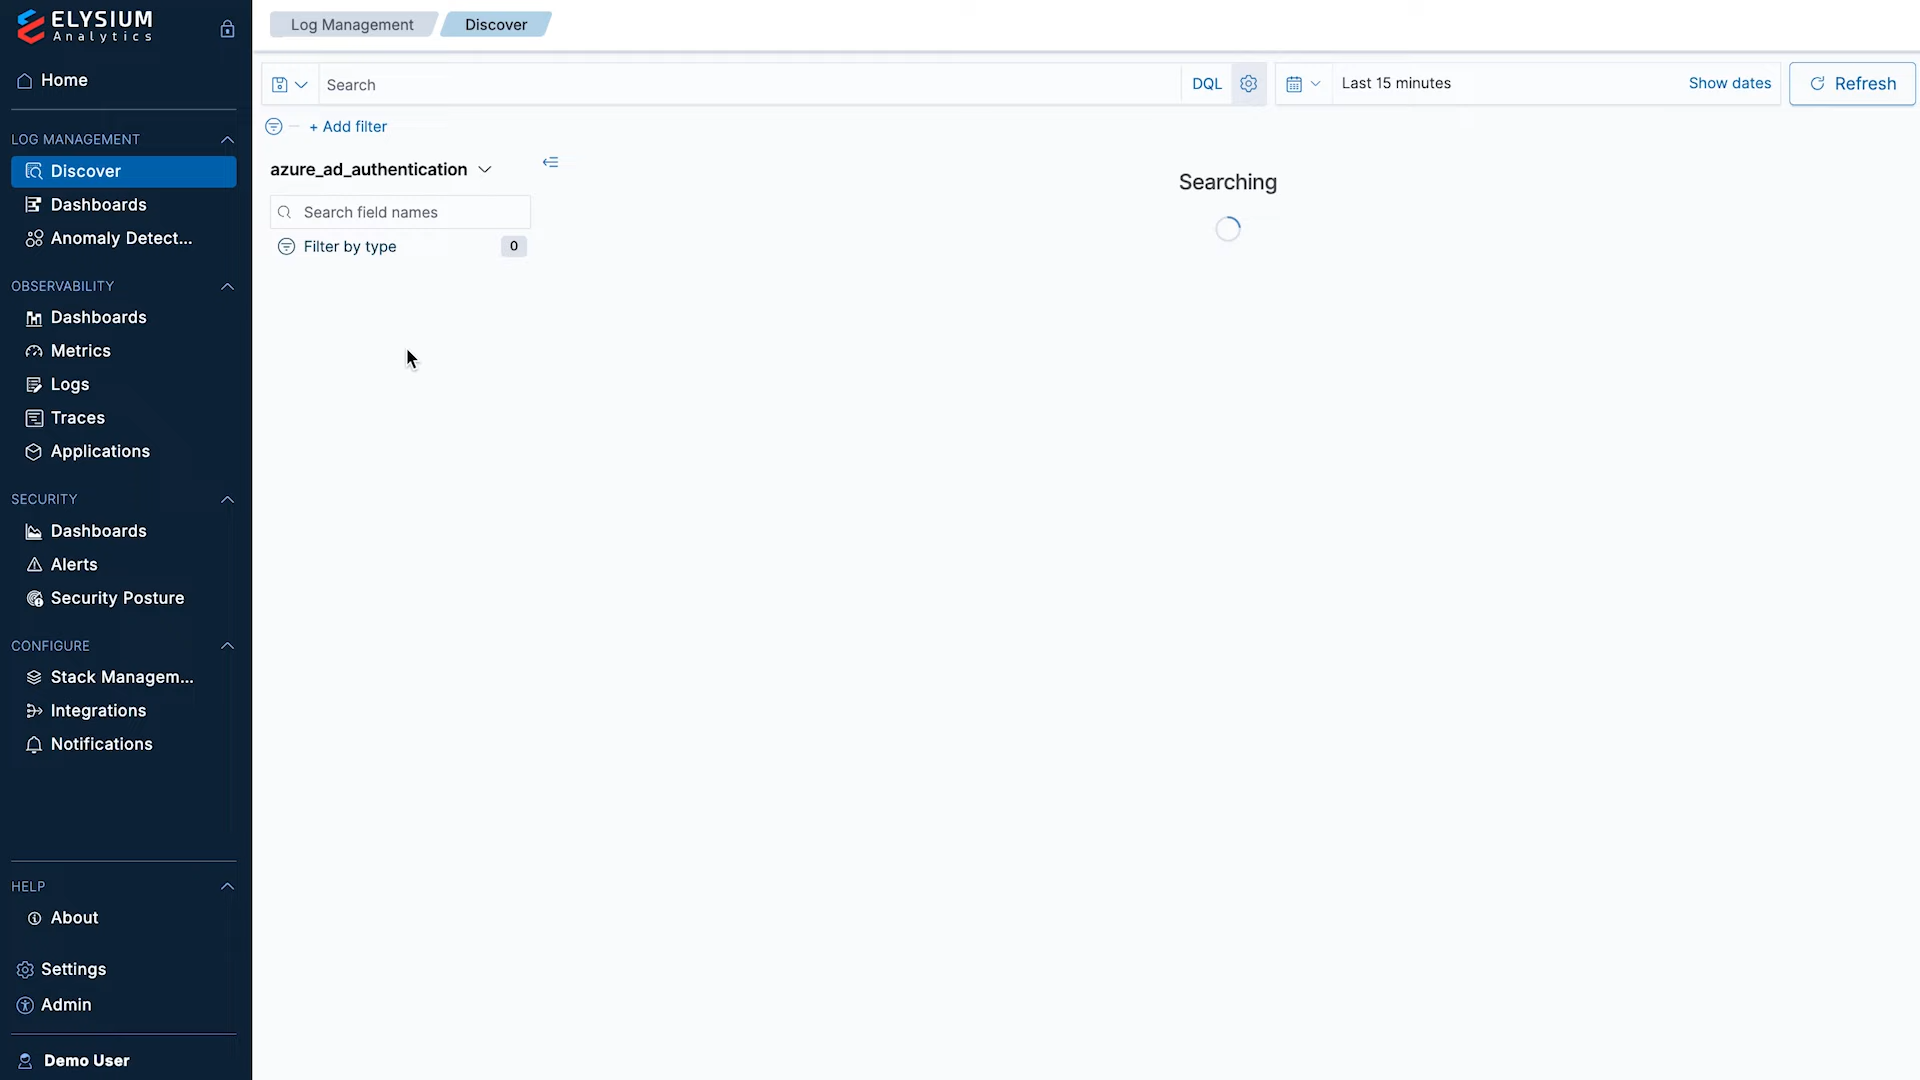 ELYSIUM
Analytics
Home
LOG MANAGEMENT
Discover
Dashboards
Anomaly Detect...
OBSERVABILITY
Dashboards
Metrics
Logs
Traces
Applications
SECURITY
Dashboards
Alerts
Security Posture
CONFIGURE
Stack Managem...
Integrations
Notifications
HELP
About
Settings
Admin
Demo User
Log Management
Discover
Search
DQL
Last 15 minutes
Show dates
Refresh
+ Add filter
azure_ad_authentication
Search field names
Filter by type
0
Searching